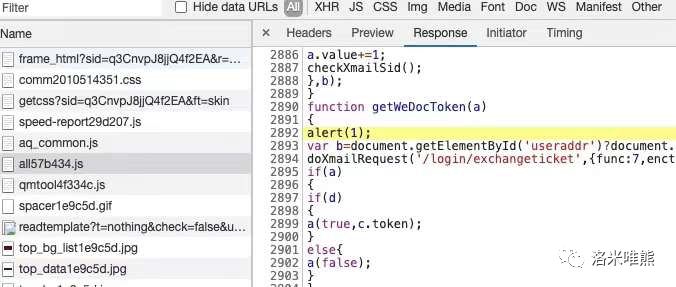 Filter
Hide data URLs All XHR JS CSS Img Media Font Doc WS Manifest Other
Name
× Headers Preview Response Initiator Timing
frame_html?sid=q3CnvpJ8jjQ4f2EA&r=...
comm2010514351.css
getcss?sid=q3CnvpJ8jjQ4f2EA&ft=skin
speed-report29d207.js
aq_common.js
all57b434.js
qmtool4f334c.js
spacer1e9c5d.gif
readtemplate?t=nothing&check=false&u...
top_bg_list1e9c5d.jpg
top_data1e9c5d.jpg
2886 a.value+=1;
2887 checkXmailSid();
2888 },b);
2889 }
2890 function getWeDocToken(a)
2891 {
2892 alert(1);
2893 var b=document.getElementById('useraddr')?document.
2894 doXmailRequest('/login/exchangeticket',{func:7,enct
2895 if(a)
2896 {
2897 if(d)
2898 {
2899 a(true,c.token);
2900 }
2901 else{
2902 a(false);
2903 }
洛米唯熊